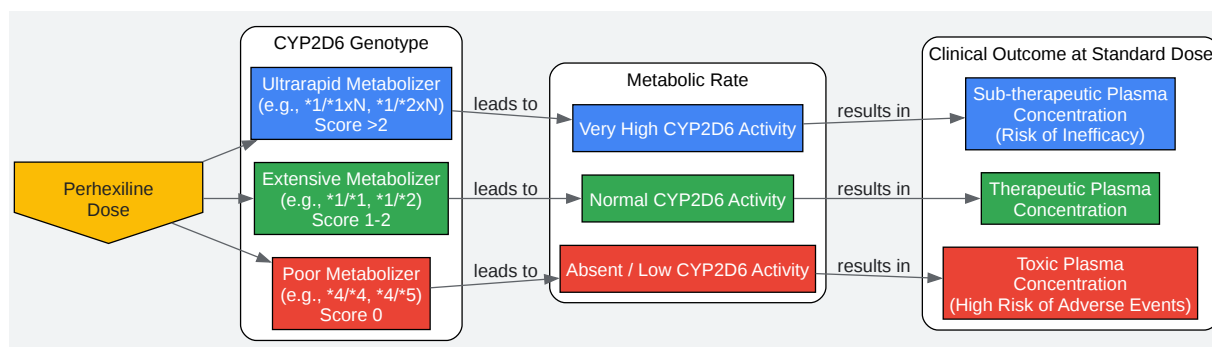 CYP2D6 Genotype
Ultrarapid Metabolizer
(e.g., *1/*1xN, *1/*2xN)
Score >2
Extensive Metabolizer
(e.g., *1/*1, *1/*2)
Score 1-2
Poor Metabolizer
(e.g., *4/*4, *4/*5)
Score 0
Perhexiline
Dose
leads to
leads to
leads to
Metabolic Rate
Very High CYP2D6 Activity
Normal CYP2D6 Activity
Absent / Low CYP2D6 Activity
results in
results in
results in
Clinical Outcome at Standard Dose
Sub-therapeutic Plasma
Concentration
(Risk of Inefficacy)
Therapeutic Plasma
Concentration
Toxic Plasma
Concentration
(High Risk of Adverse Events)